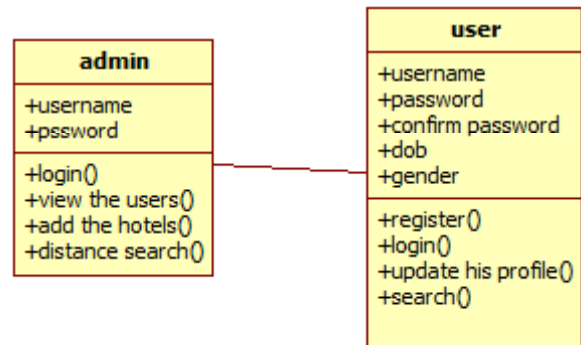 admin
+username
+pssword
+login()
+view the users()
+add the hotels()
+distance search()
user
+username
+password
+confirm password
+dob
+gender
+register()
+login()
+update his profile()
+search()